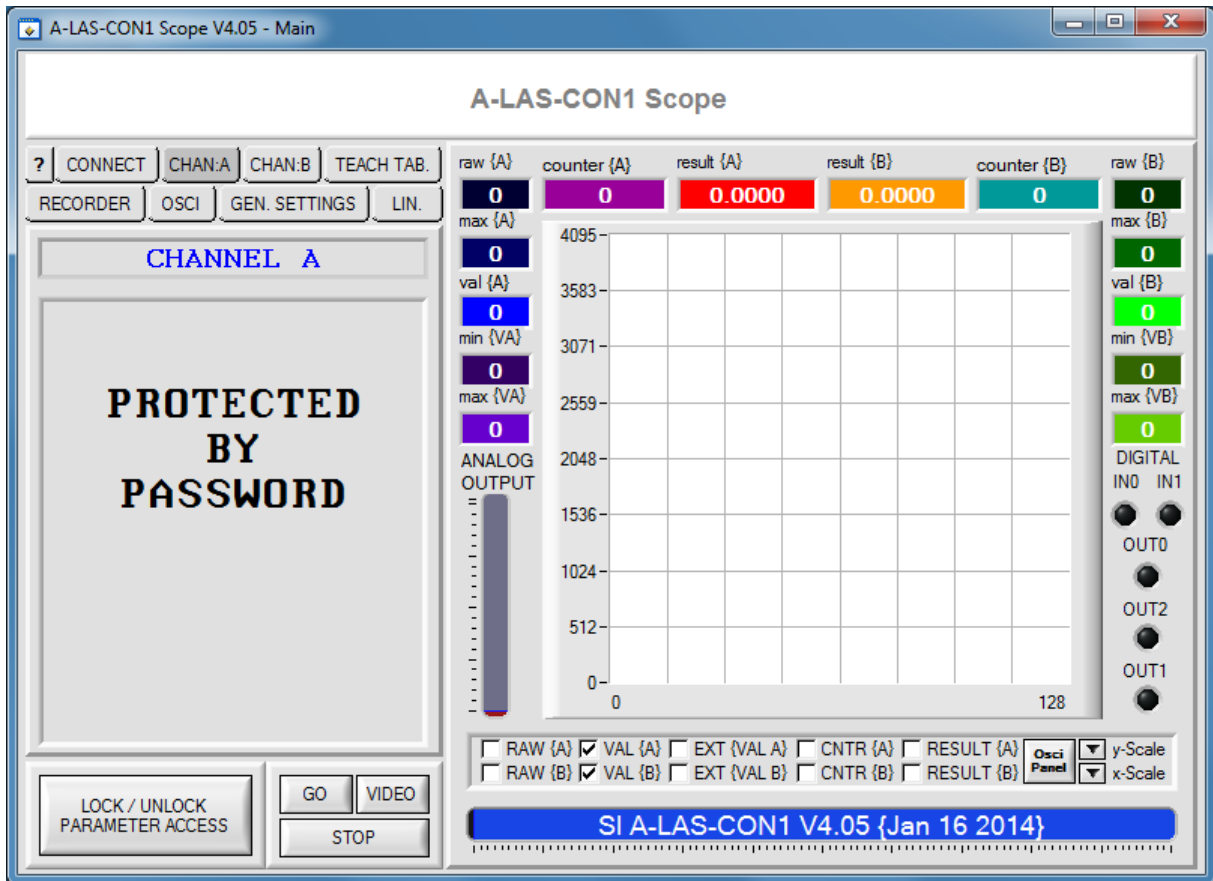 A-LAS-CON1 Scope V4.05 - Main
A-LAS-CON1 Scope
? CONNECT CHAN:A CHAN:B TEACH TAB.
RECORDER OSCI GEN. SETTINGS LIN.
CHANNEL A
PROTECTED
BY
PASSWORD
LOCK / UNLOCK
PARAMETER ACCESS
GO VIDEO
STOP
raw {A} counter {A} result {A} result {B} counter {B} raw {B}
0 0 0.0000 0.0000 0 0
max {A}
0
val {A}
0
min {VA}
0
max {VA}
0
ANALOG
OUTPUT
4095
3583
3071
2559
2048
1536
1024
512
0
0 128
max {B}
0
val {B}
0
min {VB}
0
max {VB}
0
DIGITAL
IN0 IN1
OUT0
OUT2
OUT1
RAW {A} VAL {A} EXT {VAL A} CNTR {A} RESULT {A}
RAW {B} VAL {B} EXT {VAL B} CNTR {B} RESULT {B}
Osci
Panel
y-Scale
x-Scale
SI A-LAS-CON1 V4.05 {Jan 16 2014}